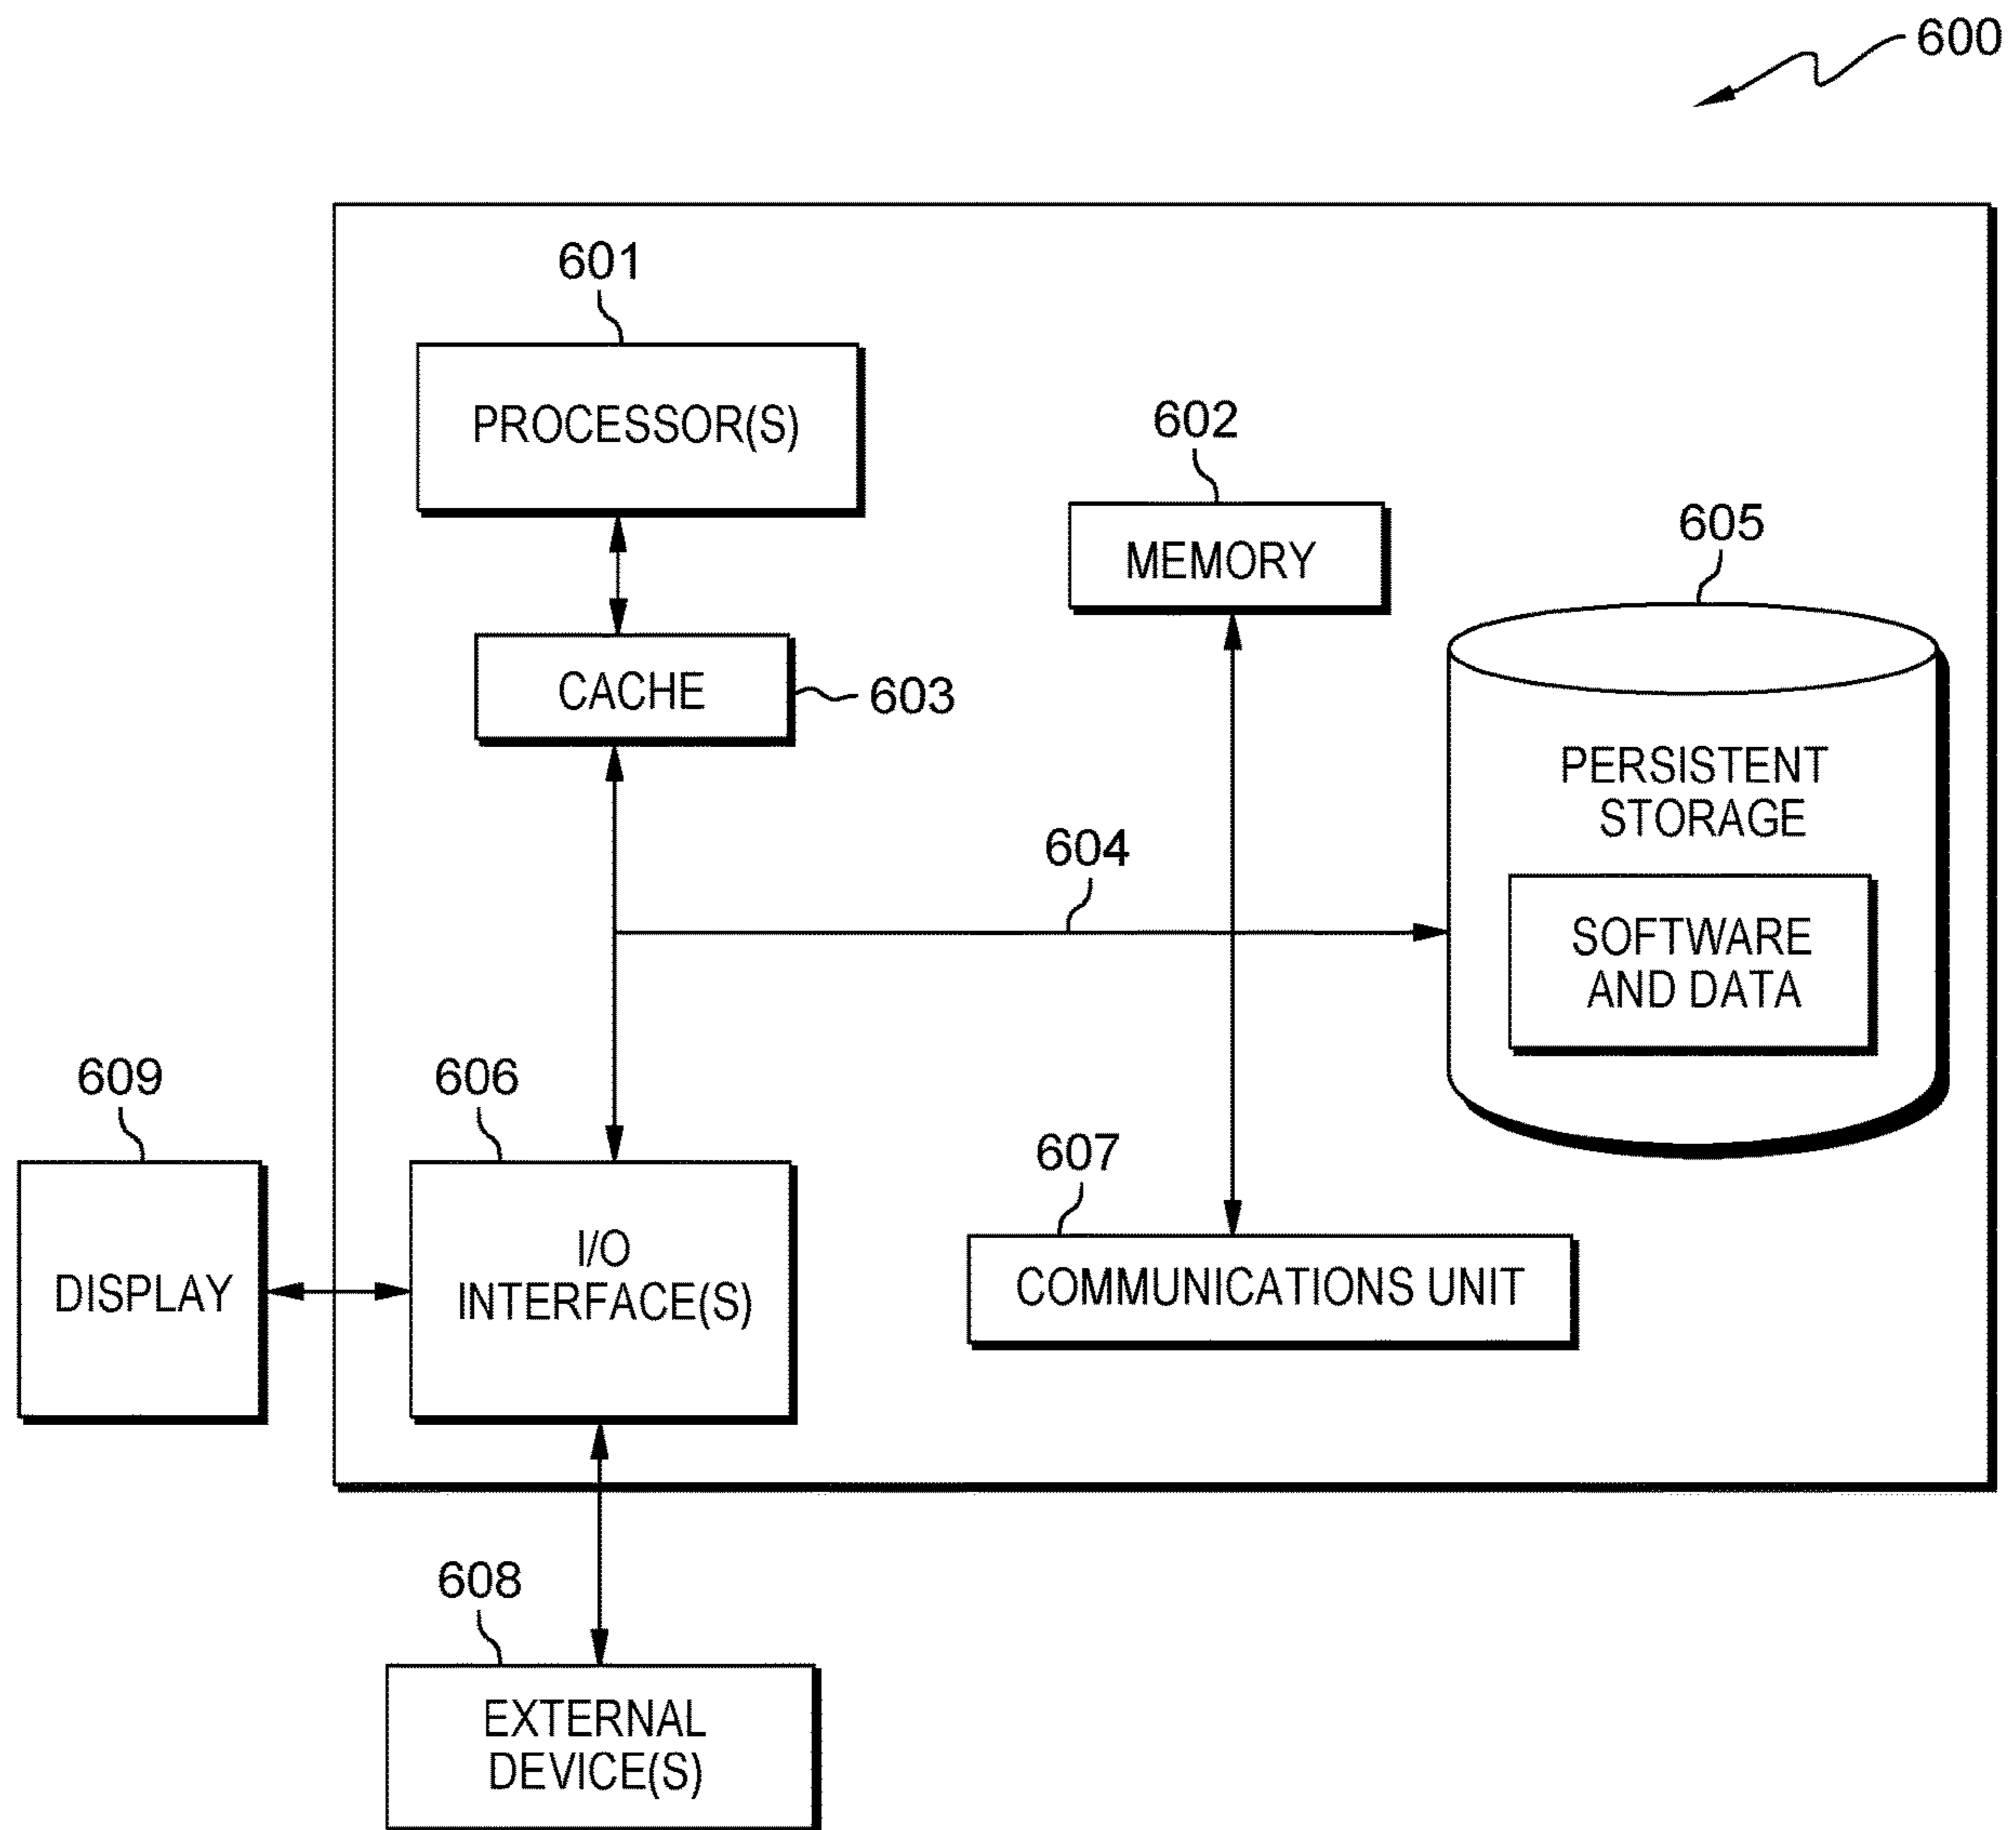 600
601
PROCESSOR(S)
602
MEMORY
605
CACHE
603
PERSISTENT
STORAGE
604
SOFTWARE
AND DATA
609
606
607
DISPLAY
I/O
INTERFACE(S)
COMMUNICATIONS UNIT
608
EXTERNAL
DEVICE(S)